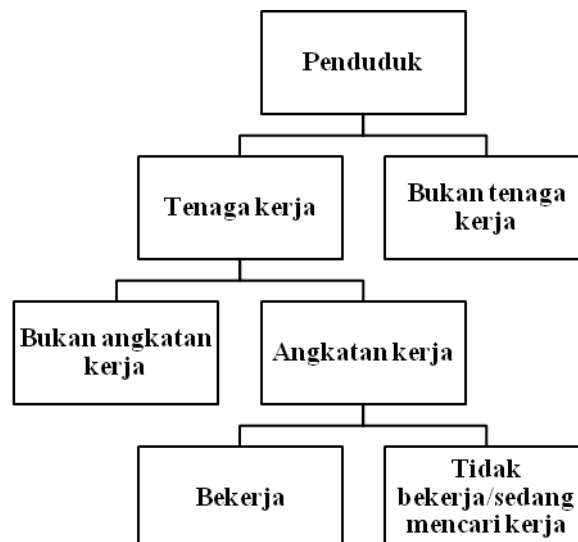 Penduduk
Tenaga kerja
Bukan tenaga
kerja
Bukan angkatan
kerja
Angkatan kerja
Bekerja
Tidak
bekerja/sedang
mencari kerja